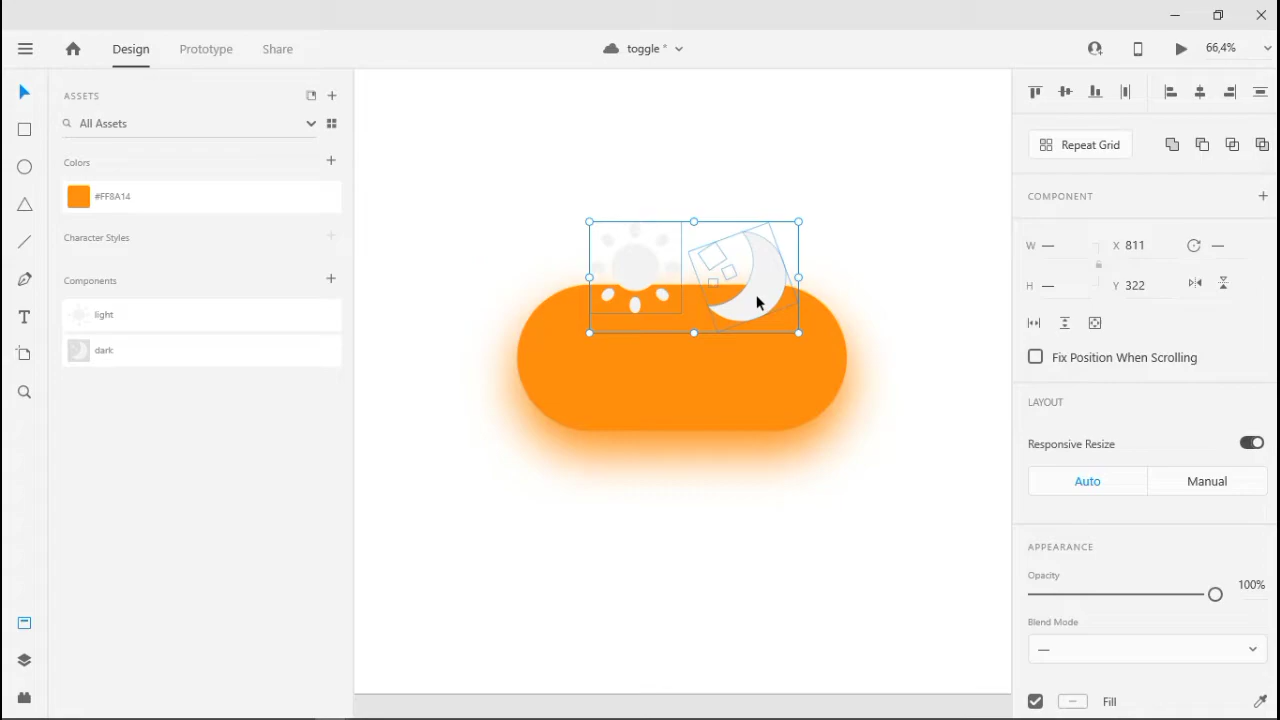 Design Prototype Share toggle * 66,4%
ASSETS
All Assets
Colors
#FF8A14
Character Styles
Components
light
dark
Repeat Grid
COMPONENT
W — X 811 —
H — Y 322
Fix Position When Scrolling
LAYOUT
Responsive Resize
Auto Manual
APPEARANCE
Opacity
100%
Blend Mode
—
Fill